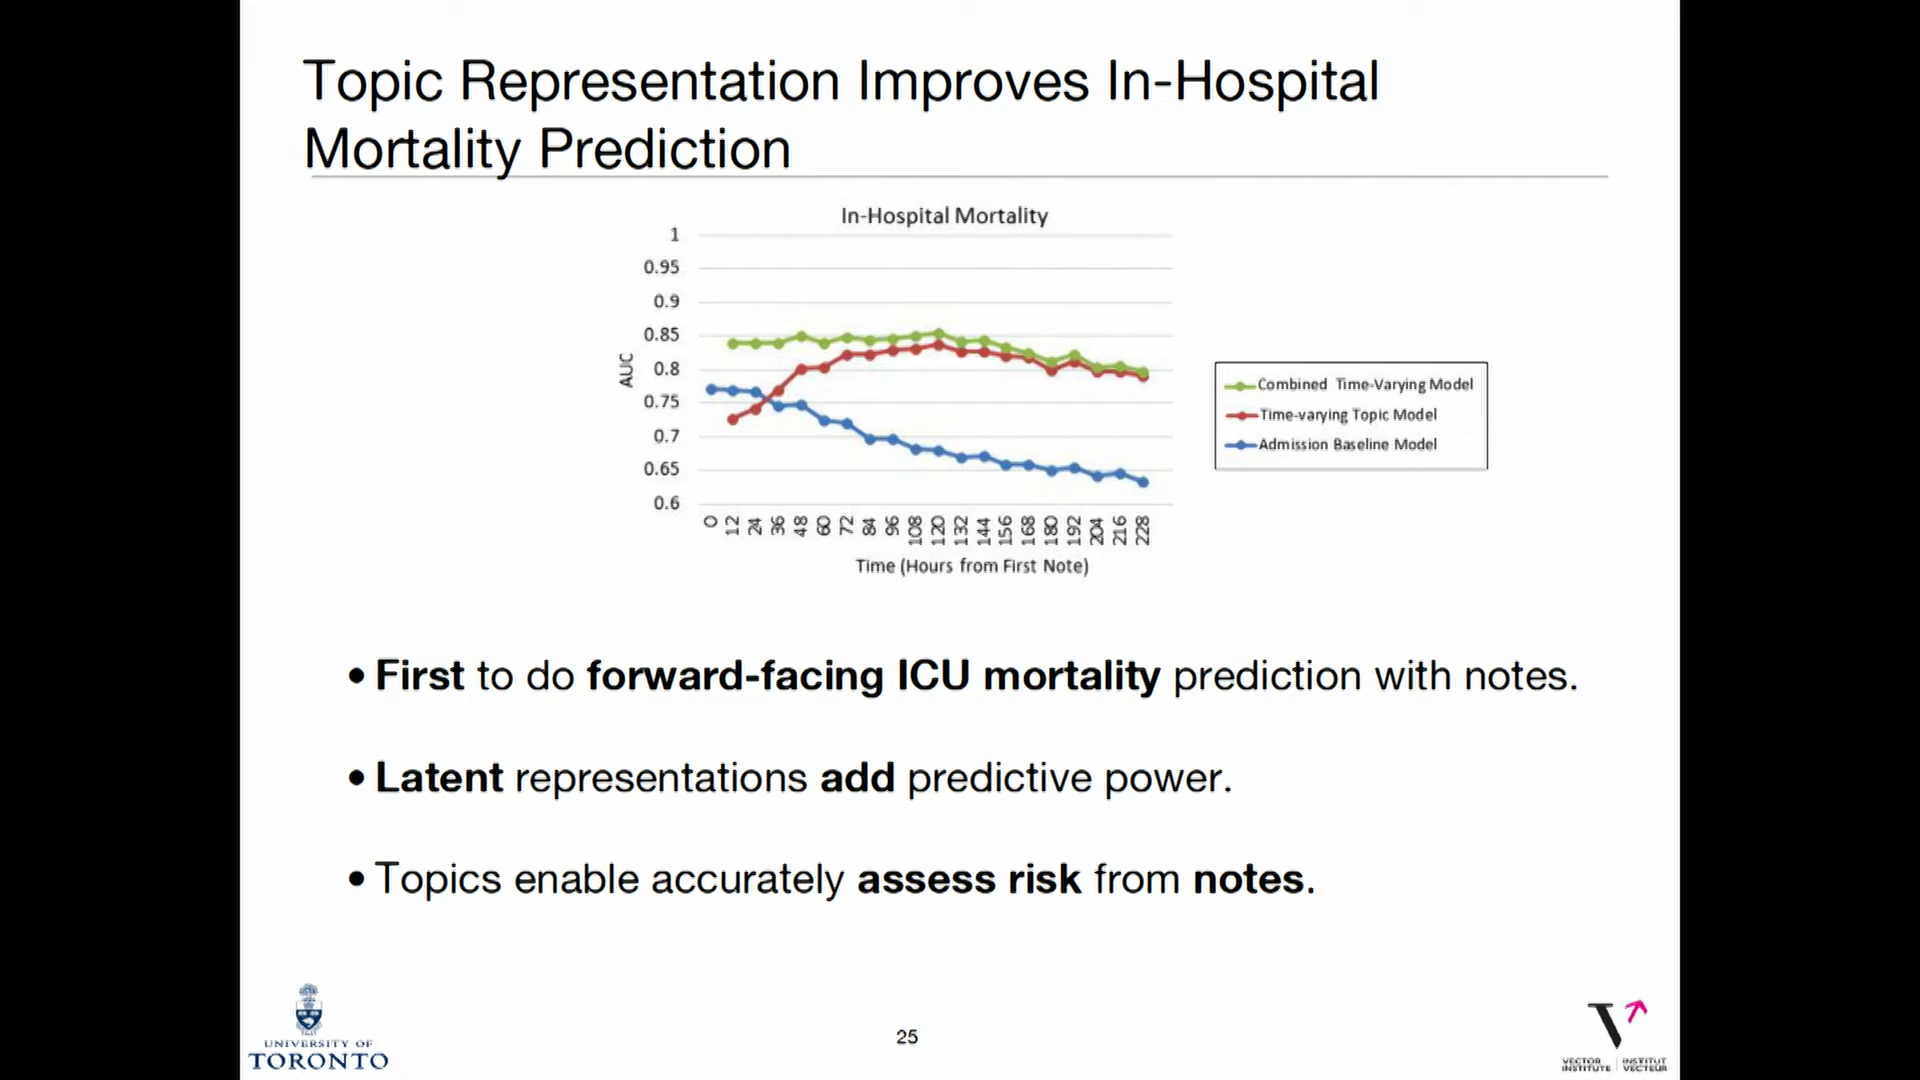 Topic Representation Improves In-Hospital
Mortality Prediction
In-Hospital Mortality
1
0.95
0.9
0.85
0.8
0.75
0.7
0.65
0.6
AUC
0 12 24 36 48 60 72 84 96 108 120 132 144 156 168 180 192 204 216 228
Time (Hours from First Note)
Combined Time-Varying Model
Time-varying Topic Model
Admission Baseline Model
• First to do forward-facing ICU mortality prediction with notes.
• Latent representations add predictive power.
• Topics enable accurately assess risk from notes.
UNIVERSITY OF
TORONTO
25
VECTOR | INSTITUT
INSTITUTE | VECTEUR